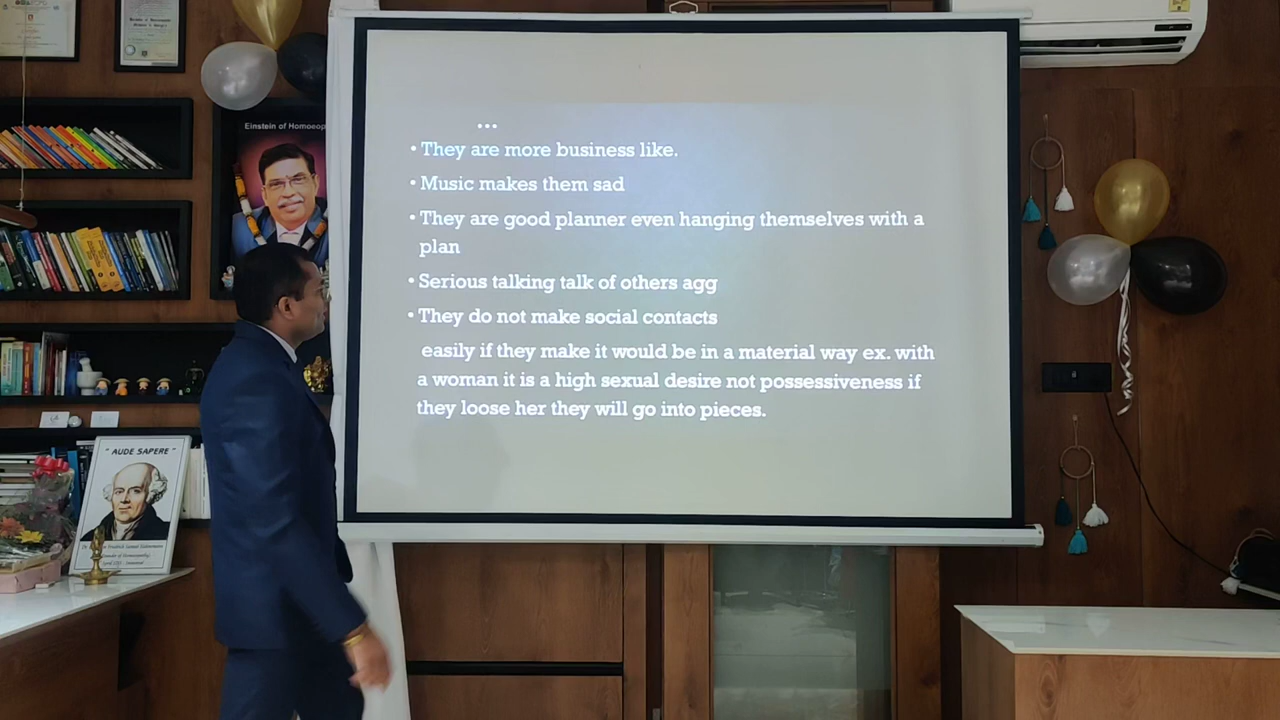 Einstein of Homoeop
...
• They are more business like.
• Music makes them sad
• They are good planner even hanging themselves with a
plan
• Serious talking talk of others agg
• They do not make social contacts
easily if they make it would be in a material way ex. with
a woman it is a high sexual desire not possessiveness if
they loose her they will go into pieces.
" AUDE SAPERE "